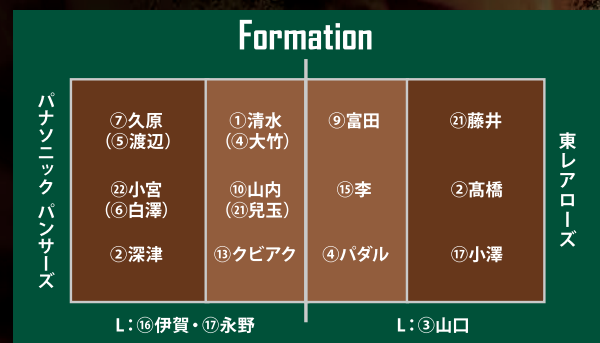 Formation
パナソニック パンサーズ
⑦久原
(⑤渡辺)
①清水
(④大竹)
⑨富田
㉑藤井
㉒小宮
(⑥白澤)
⑩山内
(㉑兒玉)
⑮李
②髙橋
②深津
⑬クビアク
④パダル
⑰小澤
東レアローズ
L：⑯伊賀・⑰永野
L：③山口